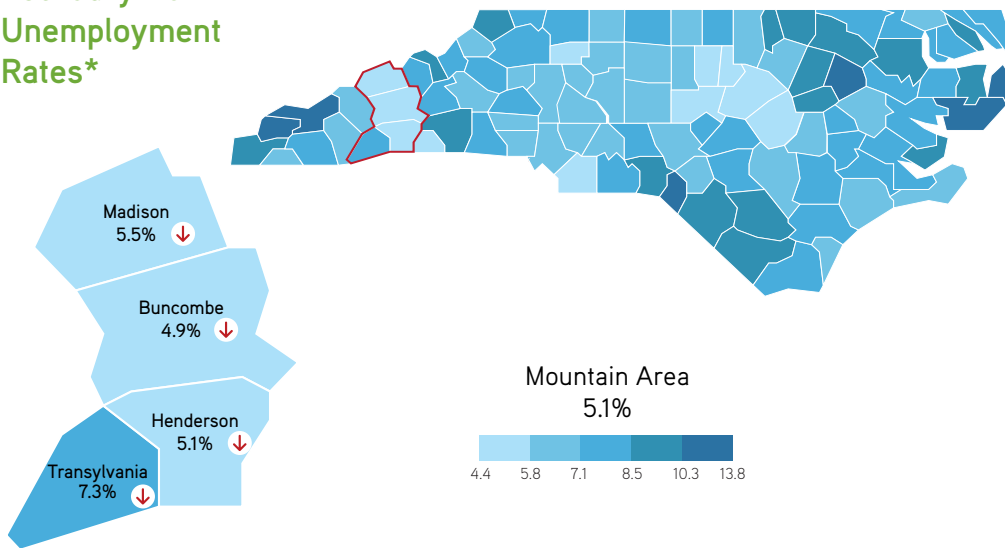 Unemployment
Rates*
Madison
5.5%
Buncombe
4.9%
Henderson
5.1%
Transylvania
7.3%
Mountain Area
5.1%
4.4 5.8 7.1 8.5 10.3 13.8